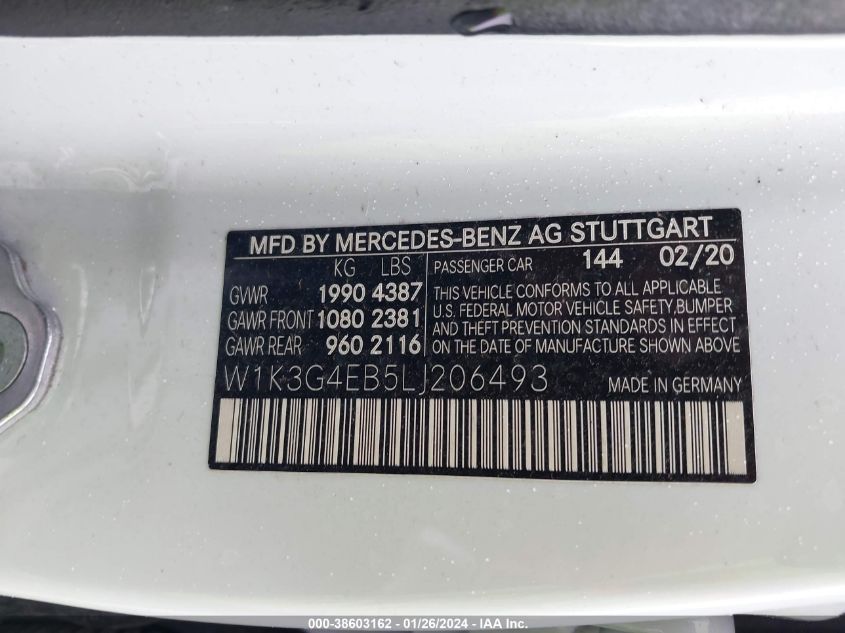 MFD BY MERCEDES-BENZ AG STUTTGART
KG LBS
GVWR 1990 4387
GAWR FRONT 1080 2381
GAWR REAR 960 2116
PASSENGER CAR 144 02/20
THIS VEHICLE CONFORMS TO ALL APPLICABLE
U.S. FEDERAL MOTOR VEHICLE SAFETY,BUMPER
AND THEFT PREVENTION STANDARDS IN EFFECT
ON THE DATE OF MANUFACTURE SHOWN ABOVE
W1K3G4EB5LJ206493 MADE IN GERMANY
000-38603162 - 01/26/2024 - IAA Inc.